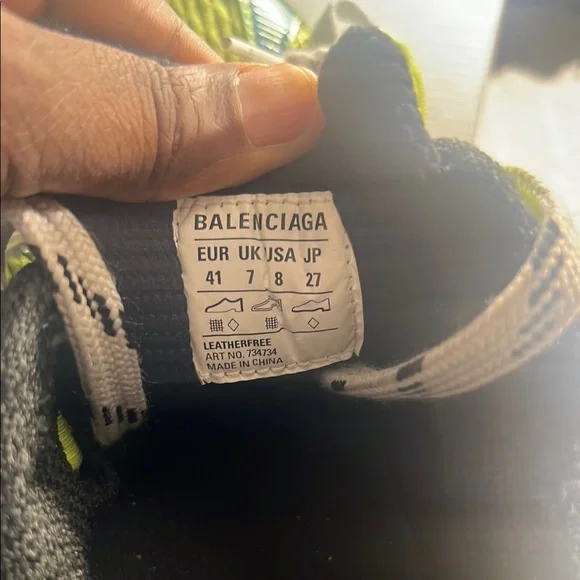 BALENCIAGA
EUR UK USA JP
41 7 8 27
LEATHERFREE
ART NO. 734734
MADE IN CHINA